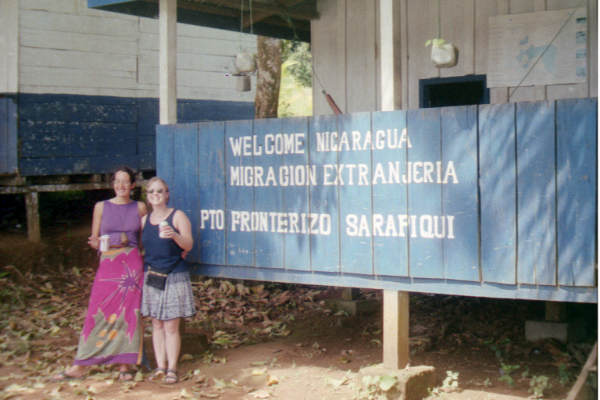 WELCOME NICARAGUA
MIGRACION EXTRANJERIA
PTO FRONTERIZO SARAPIQUI